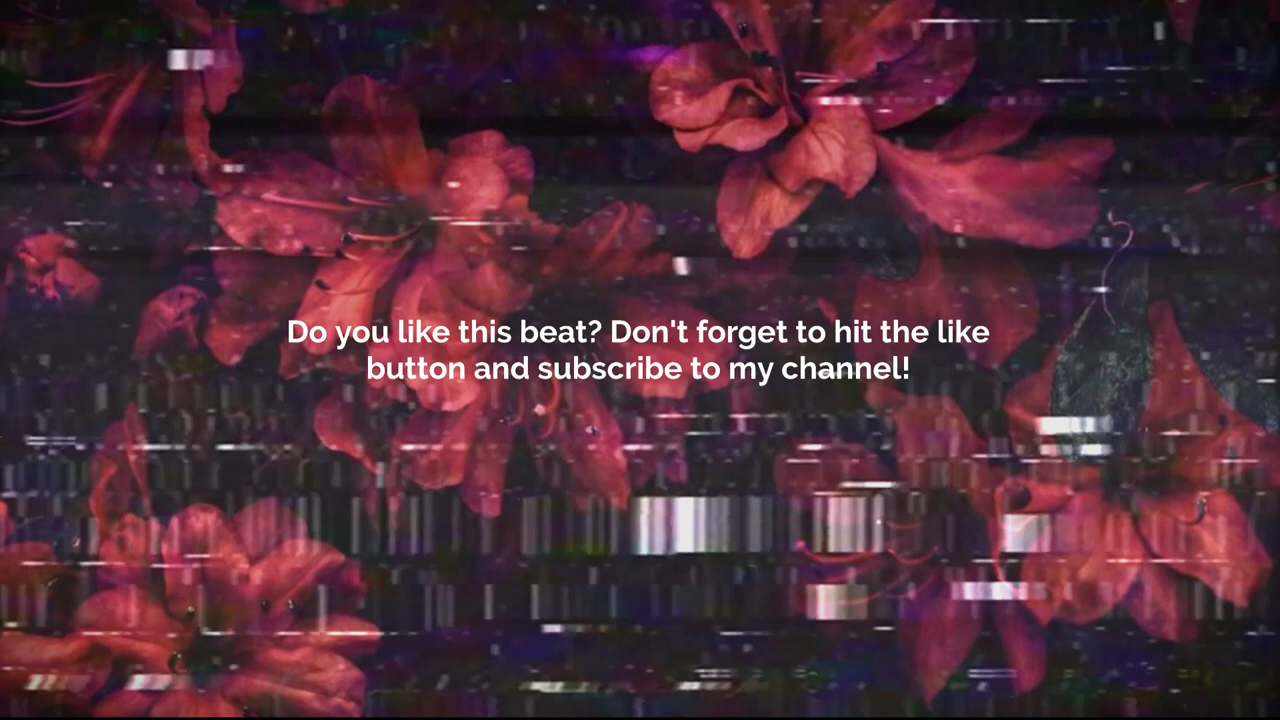 Do you like this beat? Don't forget to hit the like
button and subscribe to my channel!